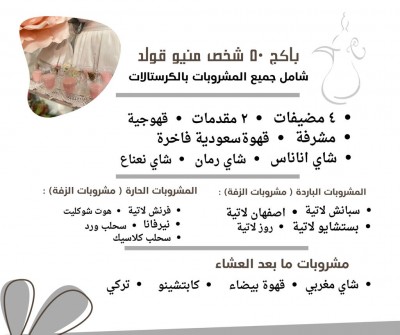 باكج ٥٠ شخص منيو قولد
شامل جميع المشروبات بالكرستالات
• ٤ مضيفات • ٢ مقدمات • قهوجية
• مشرفة • قهوة سعودية فاخرة
• شاي اناناس • شاي رمان • شاي نعناع
المشروبات الباردة ( مشروبات الزفة) :
• سبانش لاتية • اصفهان لاتية
• بستشايو لاتية • روز لاتية
المشروبات الحارة ( مشروبات الزفة) :
• فرنش لاتية • هوت شوكليت
• نيرفانا • سحلب ورد
• سحلب كلاسيك
مشروبات ما بعد العشاء
• شاي مغربي • قهوة بيضاء • كابتشينو • تركي